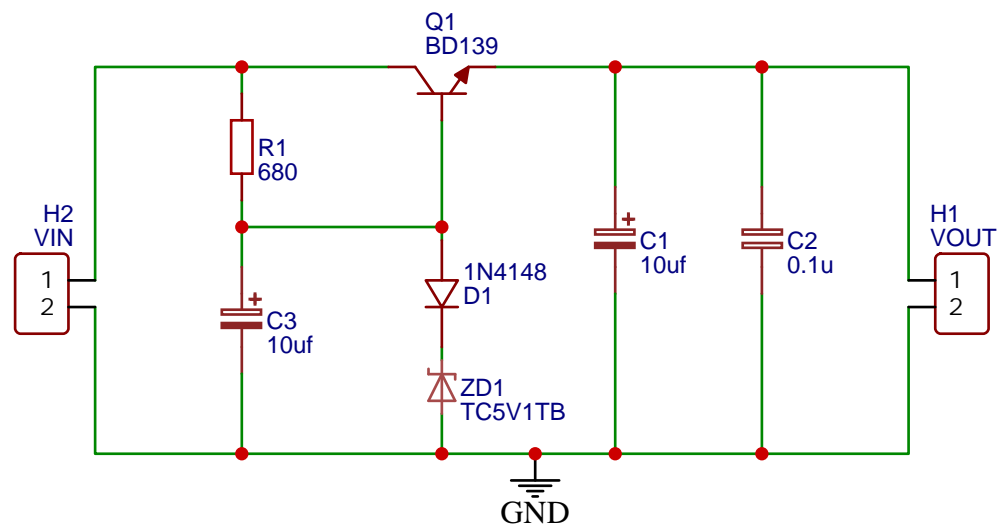 Q1
BD139
R1
680
H2
VIN
1
2
C3
10uf
1N4148
D1
ZD1
TC5V1TB
C1
10uf
C2
0.1u
H1
VOUT
1
2
GND